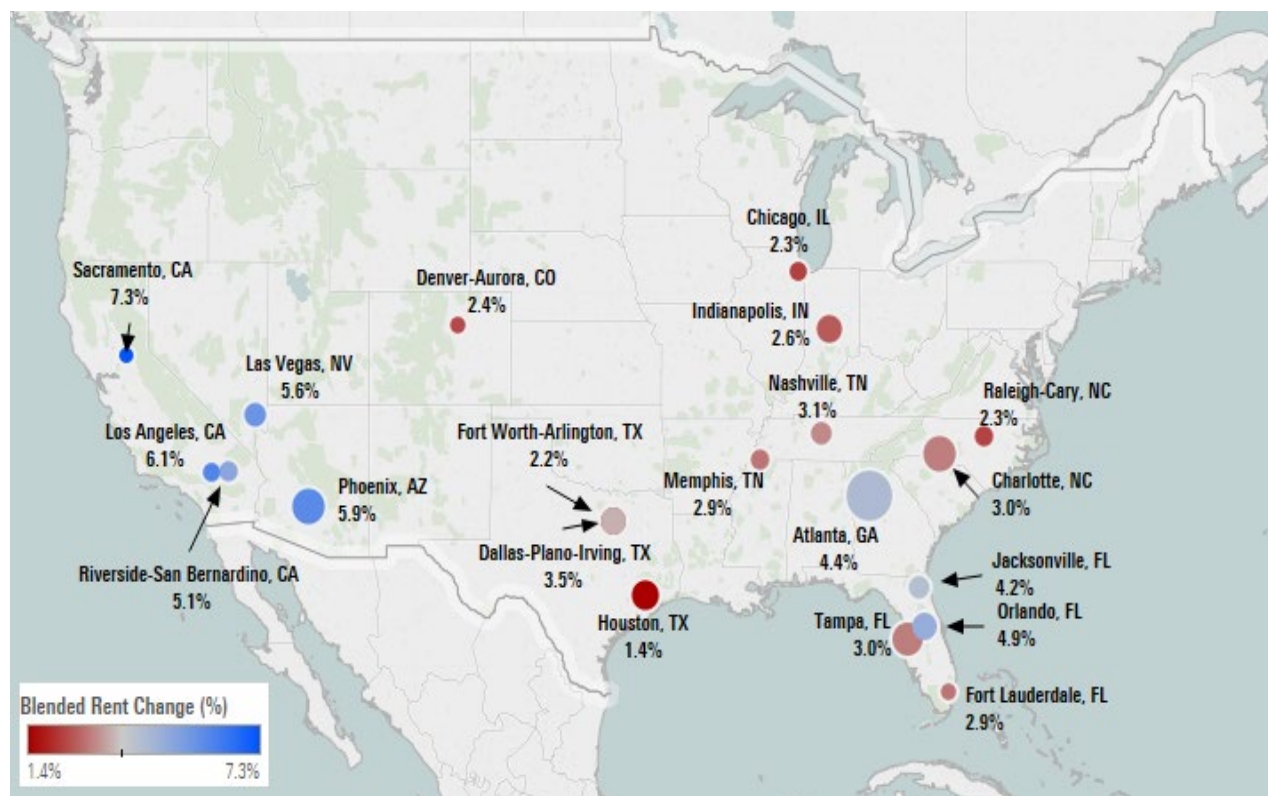 Chicago, IL
2.3%
Sacramento, CA
7.3%
Denver-Aurora, CO
2.4%
Indianapolis, IN
2.6%
Las Vegas, NV
5.6%
Nashville, TN
3.1%
Raleigh-Cary, NC
2.3%
Los Angeles, CA
6.1%
Fort Worth-Arlington, TX
2.2%
Memphis, TN
2.9%
Charlotte, NC
3.0%
Phoenix, AZ
5.9%
Atlanta, GA
4.4%
Dallas-Plano-Irving, TX
3.5%
Riverside-San Bernardino, CA
5.1%
Jacksonville, FL
4.2%
Houston, TX
1.4%
Tampa, FL
3.0%
Orlando, FL
4.9%
Fort Lauderdale, FL
2.9%
Blended Rent Change (%)
1.4%
7.3%